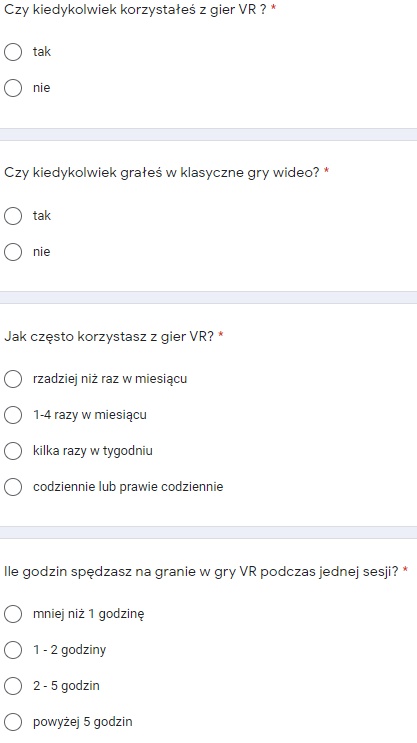 Czy kiedykolwiek korzystałeś z gier VR ? *
tak
nie
Czy kiedykolwiek grałeś w klasyczne gry wideo? *
tak
nie
Jak często korzystasz z gier VR? *
rzadziej niż raz w miesiącu
1-4 razy w miesiącu
kilka razy w tygodniu
codziennie lub prawie codziennie
Ile godzin spędzasz na granie w gry VR podczas jednej sesji? *
mniej niż 1 godzinę
1 - 2 godziny
2 - 5 godzin
powyżej 5 godzin